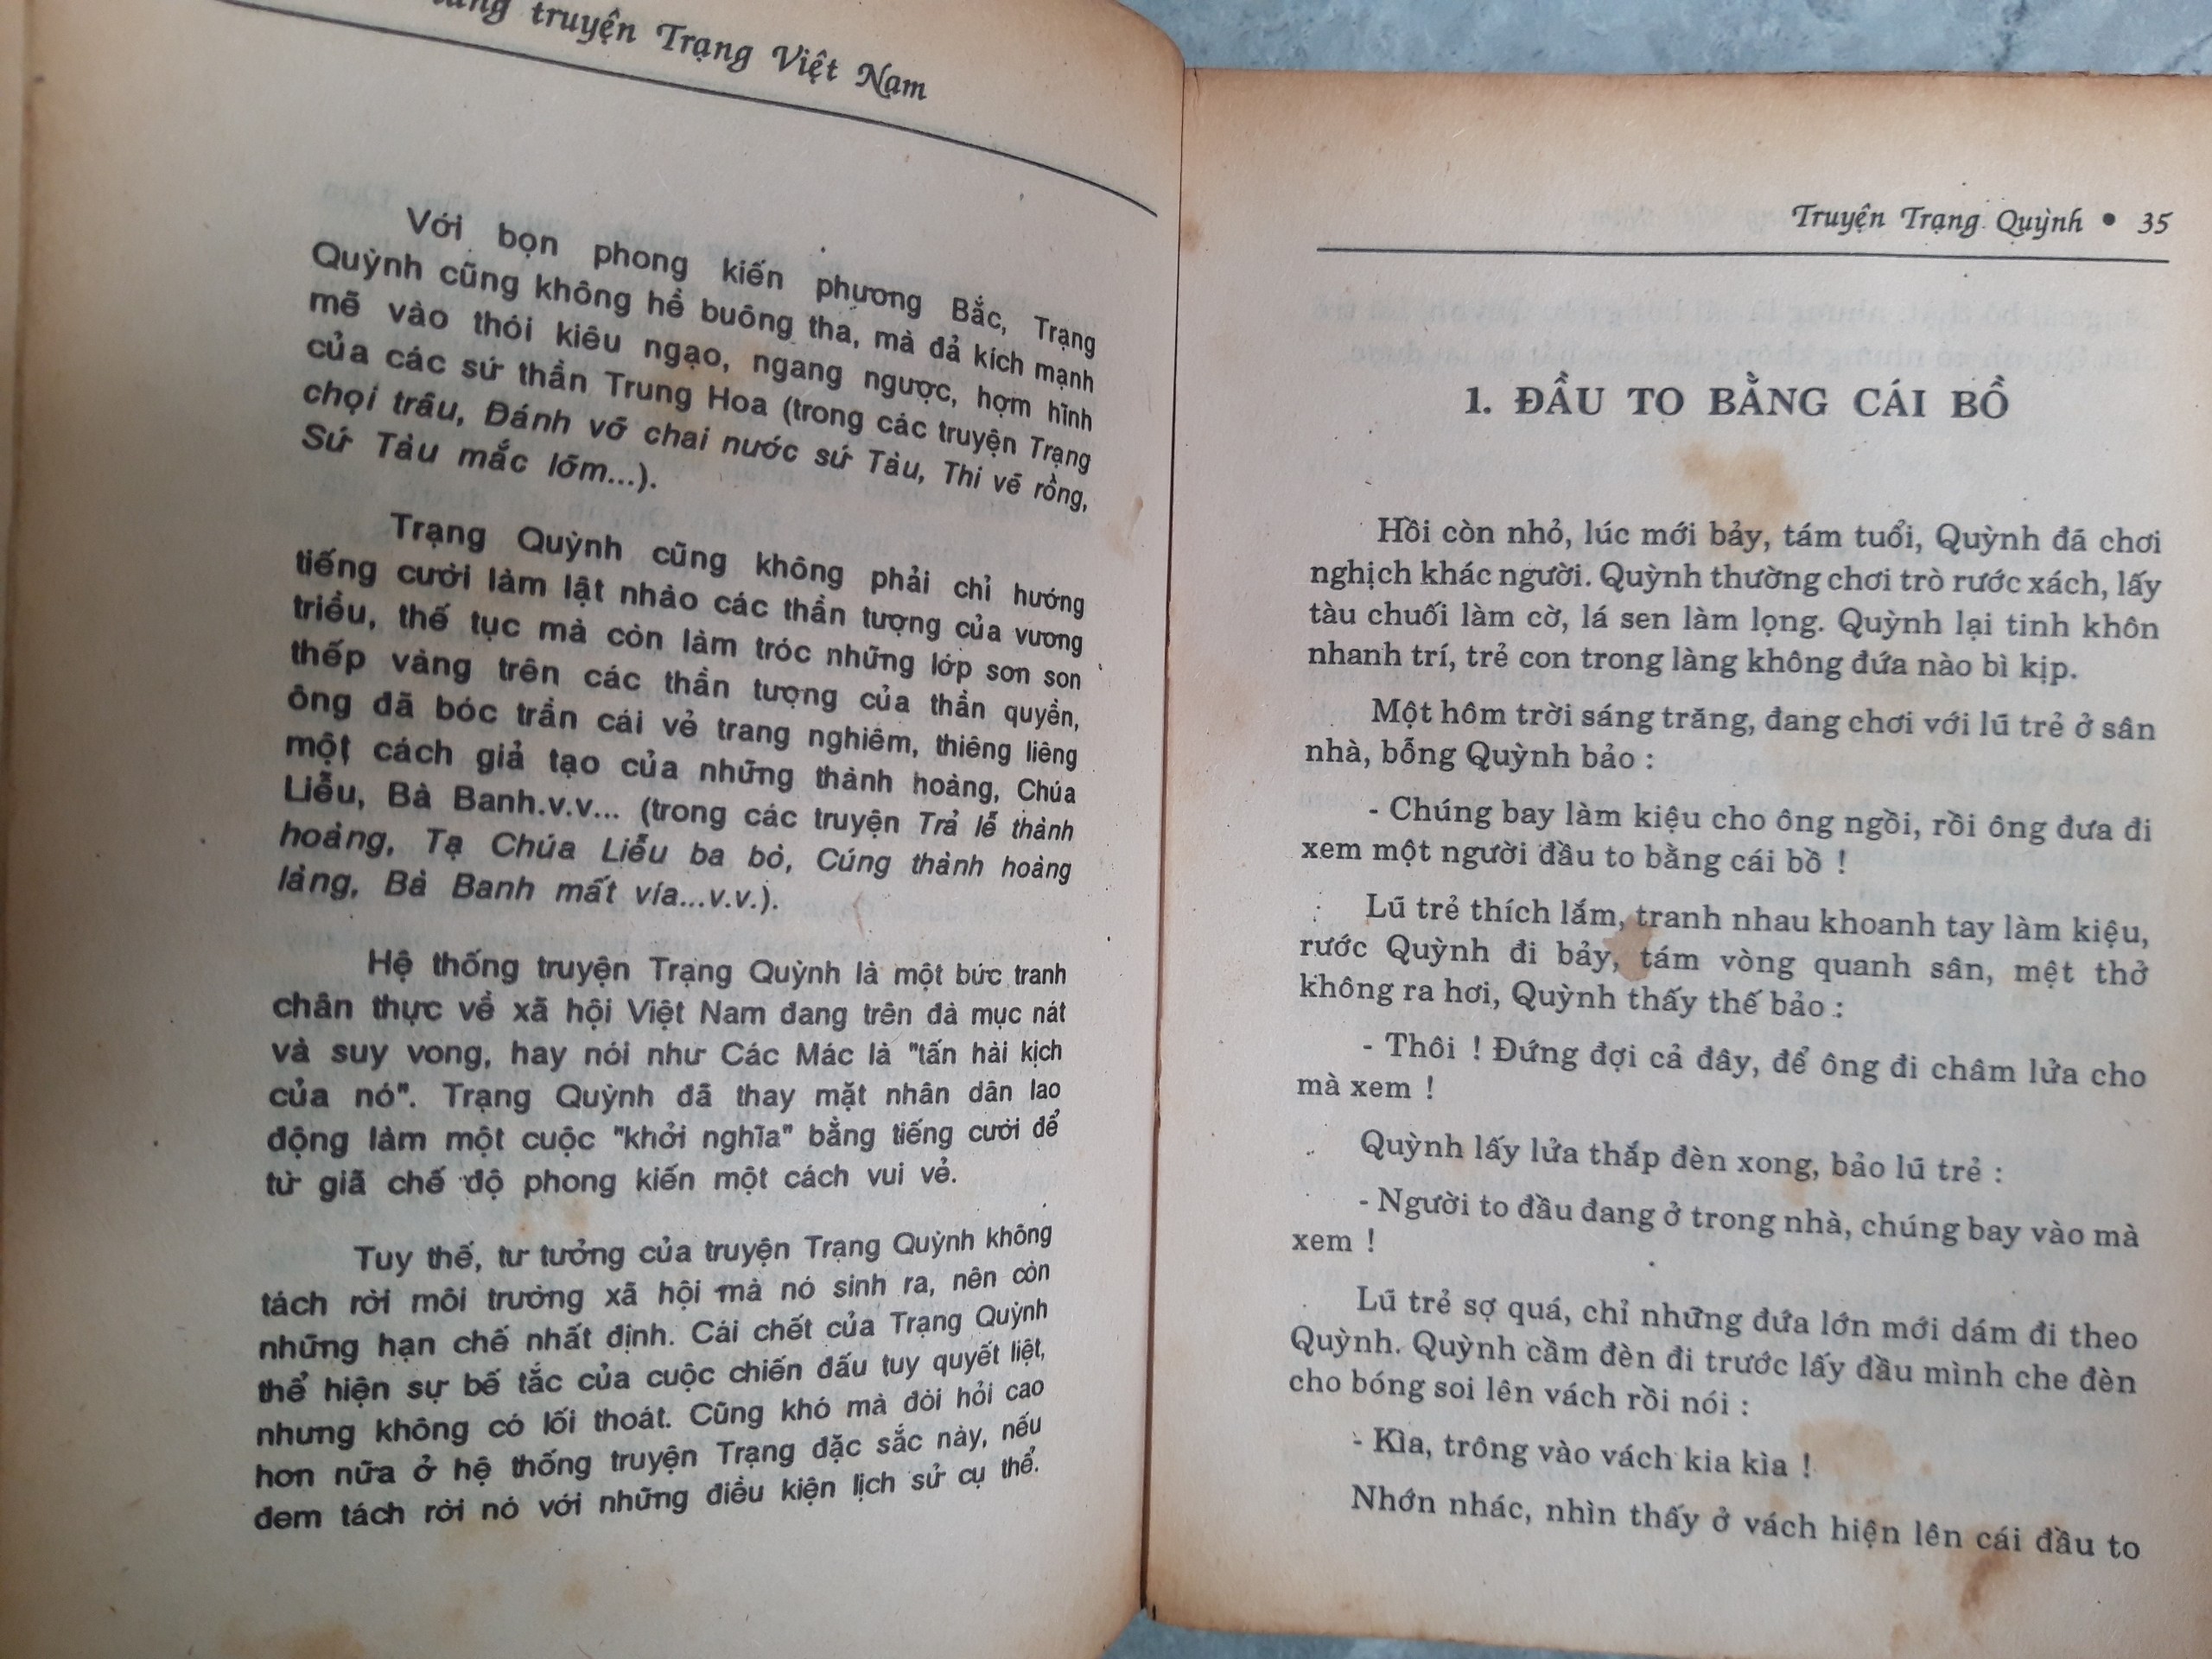 truyện Trạng Việt Nam
Với bọn phong kiến phương Bắc, Trạng
Quỳnh cũng không hề buông tha, mà đả kích mạnh
mẽ vào thói kiêu ngạo, ngang ngược, hợm hĩnh
của các sứ thần Trung Hoa (trong các truyện Trạng
chọi trâu, Đánh vỡ chai nước sứ Tàu, Thi vẽ rồng,
Sứ Tàu mắc lỡm...).
Trạng Quỳnh cũng không phải chỉ hướng
tiếng cười làm lật nhào các thần tượng của vương
triều, thế tục mà còn làm tróc những lớp sơn son
thếp vàng trên các thần tượng của thần quyền,
ông đã bóc trần cái vẻ trang nghiêm, thiêng liêng
một cách giả tạo của những thành hoàng, Chúa
Liễu, Bà Banh.v.v... (trong các truyện Trả lễ thành
hoàng, Tạ Chúa Liễu ba bò, Cúng thành hoàng
làng, Bà Banh mất vía...v.v.).
Hệ thống truyện Trạng Quỳnh là một bức tranh
chân thực về xã hội Việt Nam đang trên đà mục nát
và suy vong, hay nói như Các Mác là "tấn hài kịch
của nó". Trạng Quỳnh đã thay mặt nhân dân lao
động làm một cuộc "khởi nghĩa" bằng tiếng cười để
từ giã chế độ phong kiến một cách vui vẻ.
Tuy thế, tư tưởng của truyện Trạng Quỳnh không
tách rời môi trường xã hội mà nó sinh ra, nên còn
những hạn chế nhất định. Cái chết của Trạng Quỳnh
thể hiện sự bế tắc của cuộc chiến đấu tuy quyết liệt,
nhưng không có lối thoát. Cũng khó mà đòi hỏi cao
hơn nữa ở hệ thống truyện Trạng đặc sắc này, nếu
đem tách rời nó với những điều kiện lịch sử cụ thể.
Truyện Trạng Quỳnh • 35
1. ĐẦU TO BẰNG CÁI BỒ
Hồi còn nhỏ, lúc mới bảy, tám tuổi, Quỳnh đã chơi
nghịch khác người. Quỳnh thường chơi trò rước xách, lấy
tàu chuối làm cờ, lá sen làm lọng. Quỳnh lại tinh khôn
nhanh trí, trẻ con trong làng không đứa nào bì kịp.
Một hôm trời sáng trăng, đang chơi với lũ trẻ ở sân
nhà, bỗng Quỳnh bảo :
- Chúng bay làm kiệu cho ông ngồi, rồi ông đưa đi
xem một người đầu to bằng cái bồ !
Lũ trẻ thích lắm, tranh nhau khoanh tay làm kiệu,
rước Quỳnh đi bảy, tám vòng quanh sân, mệt thở
không ra hơi, Quỳnh thấy thế bảo :
- Thôi ! Đứng đợi cả đây, để ông đi châm lửa cho
mà xem !
Quỳnh lấy lửa thắp đèn xong, bảo lũ trẻ :
- Người to đầu đang ở trong nhà, chúng bay vào mà
xem !
Lũ trẻ sợ quá, chỉ những đứa lớn mới dám đi theo
Quỳnh. Quỳnh cầm đèn đi trước lấy đầu mình che đèn
cho bóng soi lên vách rồi nói :
- Kìa, trông vào vách kia kìa !
Nhớn nhác, nhìn thấy ở vách hiện lên cái đầu to